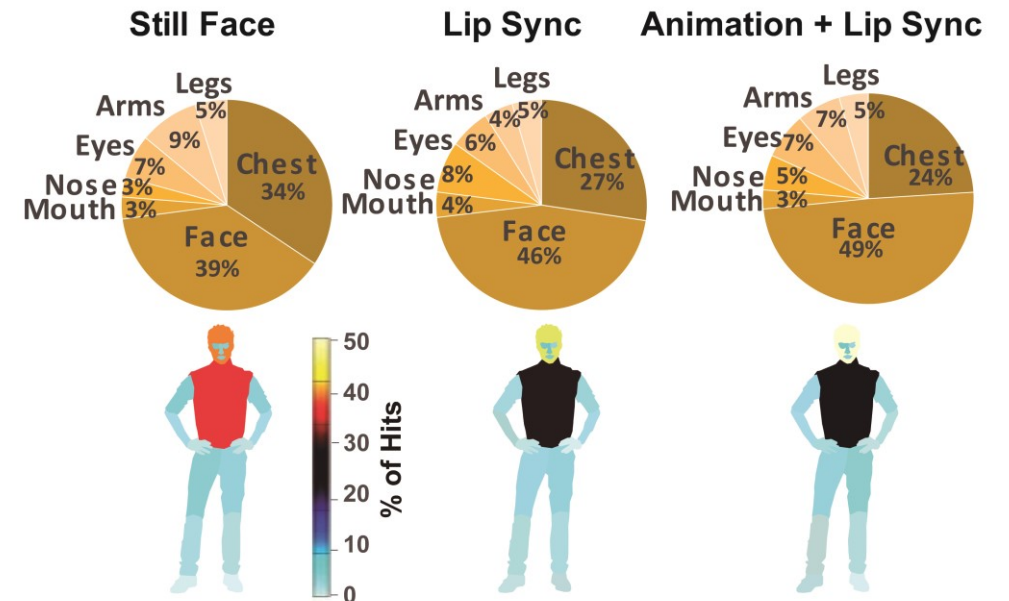 Still Face
Legs
5%
Arms
9%
Eyes
7%
Nose 3%
Mouth 3%
Chest
34%
Face
39%
Lip Sync
Legs
5%
Arms
4%
Eyes 6%
Nose 8%
Mouth 4%
Chest
27%
Face
46%
Animation + Lip Sync
Legs
5%
Arms
7%
Eyes 7%
Nose 5%
Mouth 3%
Chest
24%
Face
49%
50
40
30
20
10
0
% of Hits